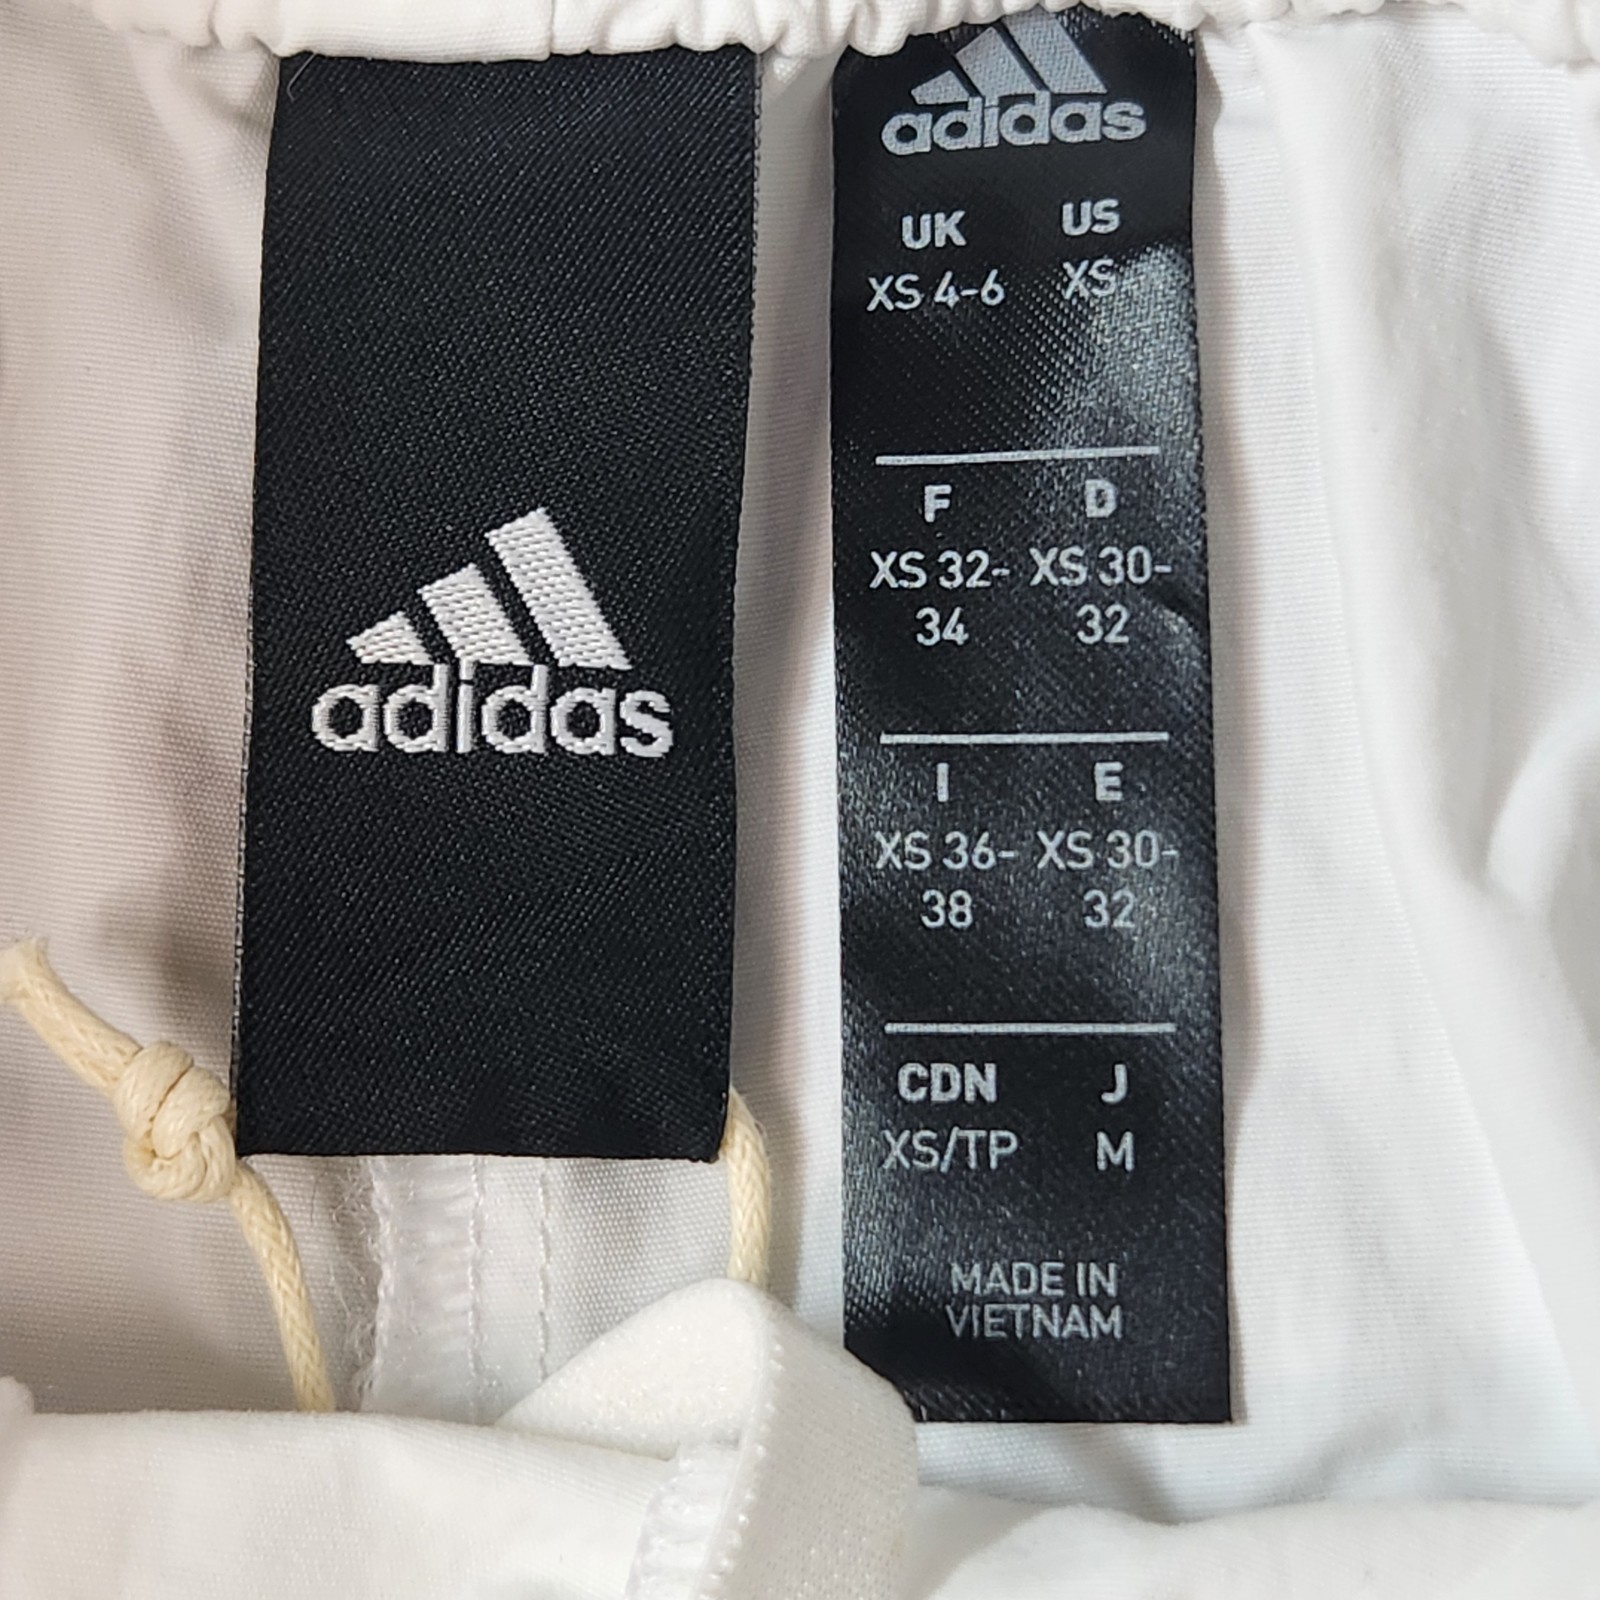 adidas
adidas
UK US
XS 4-6 XS
F D
XS 32- XS 30-
34 32
I E
XS 36- XS 30-
38 32
CDN J
XS/TP M
MADE IN
VIETNAM